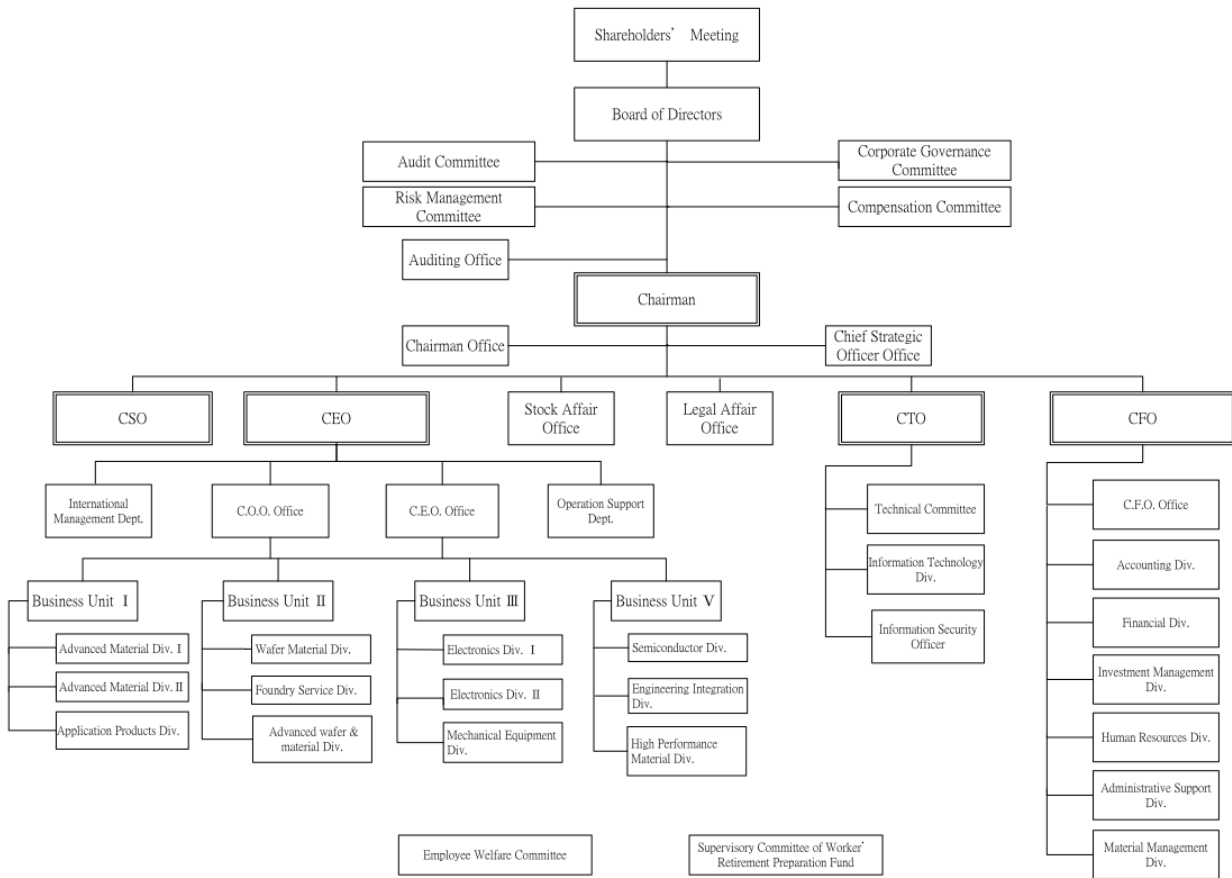 Shareholders’ Meeting
Board of Directors
Audit Committee
Corporate Governance
Committee
Risk Management
Committee
Compensation Committee
Auditing Office
Chairman
Chairman Office
Chief Strategic
Officer Office
CSO
CEO
Stock Affair
Office
Legal Affair
Office
CTO
CFO
International
Management Dept.
C.O.O. Office
C.E.O. Office
Operation Support
Dept.
Technical Committee
Information Technology
Div.
Information Security
Officer
C.F.O. Office
Accounting Div.
Financial Div.
Investment Management
Div.
Human Resources Div.
Administrative Support
Div.
Material Management
Div.
Business Unit Ⅰ
Advanced Material Div. Ⅰ
Advanced Material Div. Ⅱ
Application Products Div.
Business Unit Ⅱ
Wafer Material Div.
Foundry Service Div.
Advanced wafer &
material Div.
Business Unit Ⅲ
Electronics Div. Ⅰ
Electronics Div. Ⅱ
Mechanical Equipment
Div.
Business Unit Ⅴ
Semiconductor Div.
Engineering Integration
Div.
High Performance
Material Div.
Employee Welfare Committee
Supervisory Committee of Worker’
Retirement Preparation Fund